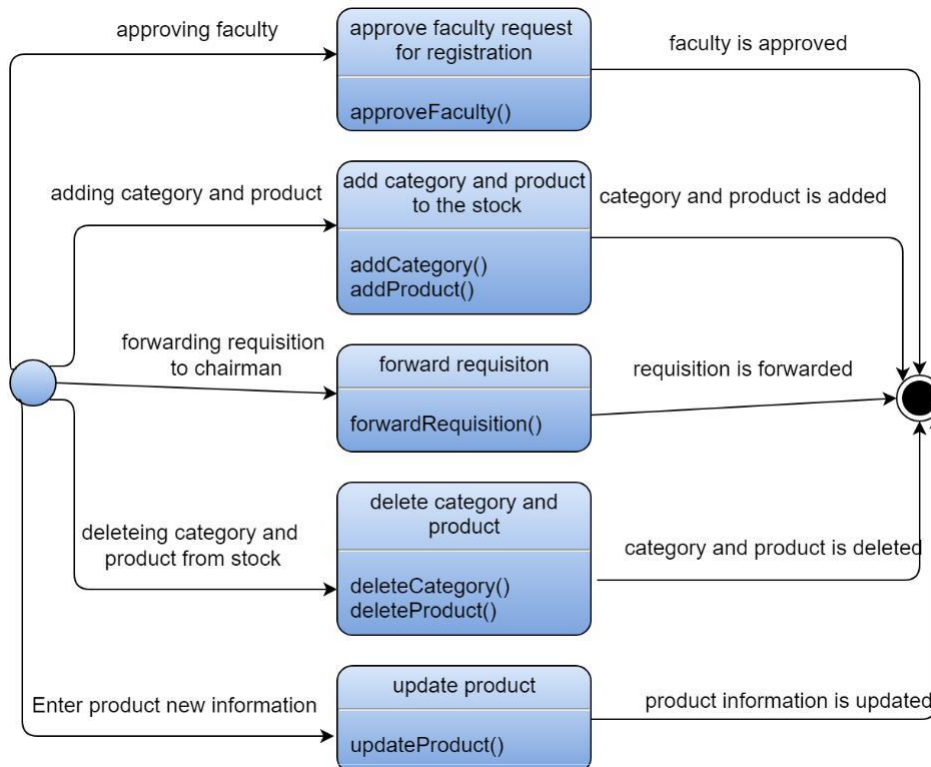 approving faculty
approve faculty request
for registration
approveFaculty()
faculty is approved
adding category and product
add category and product
to the stock
addCategory()
addProduct()
category and product is added
forwarding requisition
to chairman
forward requisiton
forwardRequisition()
requisition is forwarded
deleteing category and
product from stock
delete category and
product
deleteCategory()
deleteProduct()
category and product is deleted
Enter product new information
update product
updateProduct()
product information is updated